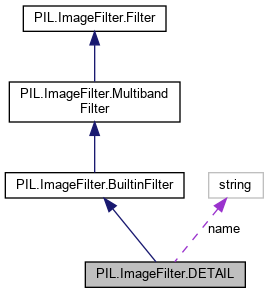 PIL.ImageFilter.Filter
PIL.ImageFilter.Multiband
Filter
PIL.ImageFilter.BuiltinFilter
string
name
PIL.ImageFilter.DETAIL